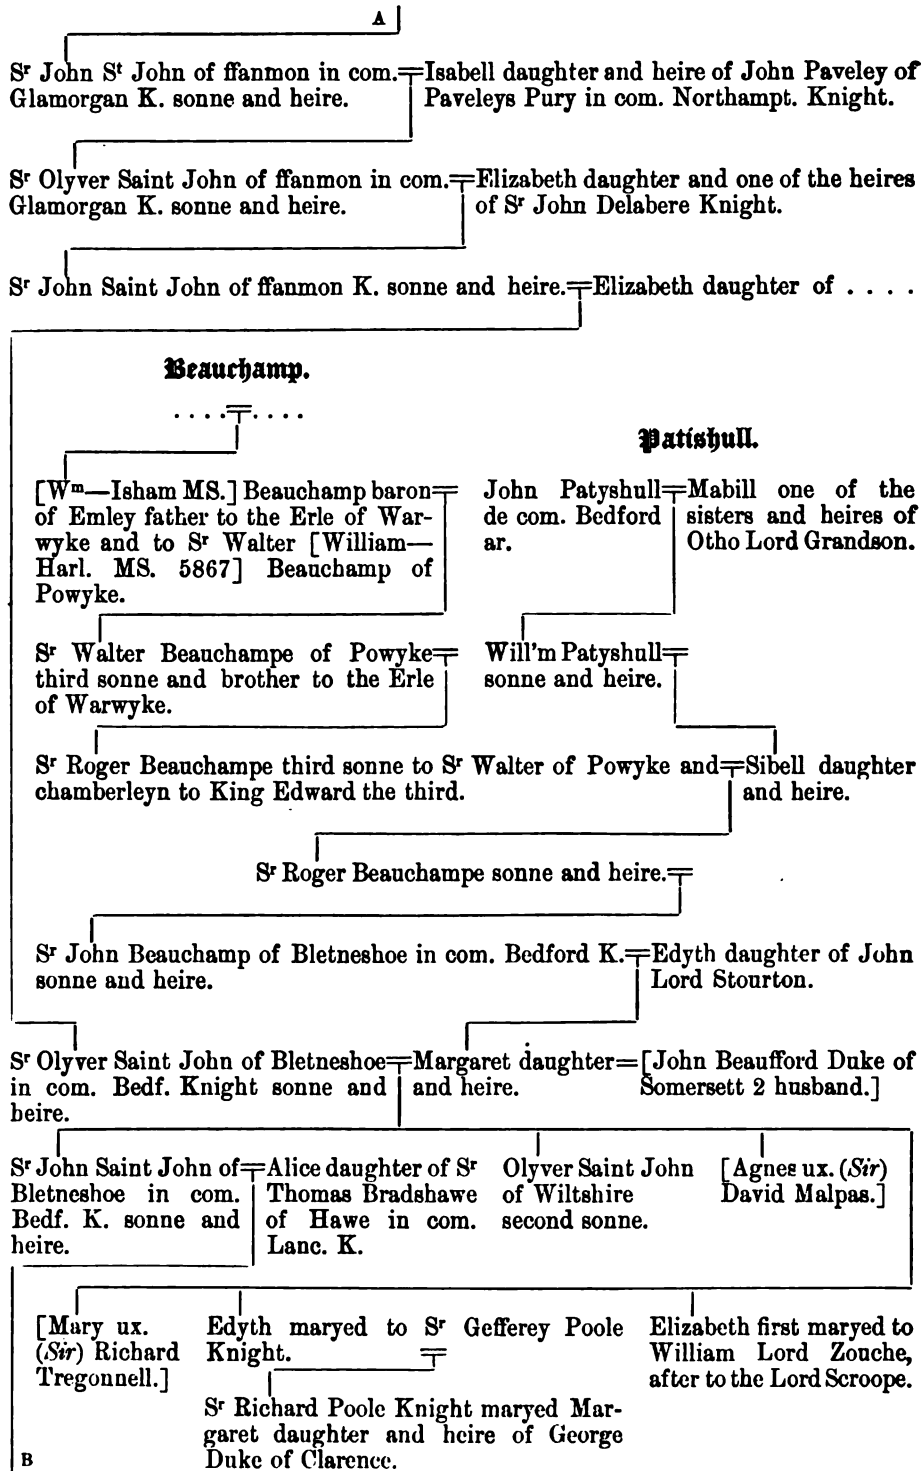 A
Sʳ John Sᵗ John of ffanmon in com.
Glamorgan K. sonne and heire.
Isabell daughter and heire of John Paveley of
Paveleys Pury in com. Northampt. Knight.
Sʳ Olyver Saint John of ffanmon in com.
Glamorgan K. sonne and heire.
Elizabeth daughter and one of the heires
of Sʳ John Delabere Knight.
Sʳ John Saint John of ffanmon K. sonne and heire.
Elizabeth daughter of . . . .
Beauchamp.
. . . . . . . .
[Wᵐ—Isham MS.] Beauchamp baron
of Emley father to the Erle of War-
wyke and to Sʳ Walter [William—
Harl. MS. 5867] Beauchamp of
Powyke.
Patishull.
John Patyshull
de com. Bedford
ar.
Mabill one of the
sisters and heires of
Otho Lord Grandson.
Sʳ Walter Beauchampe of Powyke
third sonne and brother to the Erle
of Warwyke.
Will'm Patyshull
sonne and heire.
Sʳ Roger Beauchampe third sonne to Sʳ Walter of Powyke and
chamberleyn to King Edward the third.
Sibell daughter
and heire.
Sʳ Roger Beauchampe sonne and heire.
Sʳ John Beauchamp of Bletneshoe in com. Bedford K.
sonne and heire.
Edyth daughter of John
Lord Stourton.
Sʳ Olyver Saint John of Bletneshoe
in com. Bedf. Knight sonne and
heire.
Margaret daughter
and heire.
[John Beaufford Duke of
Somersett 2 husband.]
Sʳ John Saint John of
Bletneshoe in com.
Bedf. K. sonne and
heire.
Alice daughter of Sʳ
Thomas Bradshawe
of Hawe in com.
Lanc. K.
Olyver Saint John
of Wiltshire
second sonne.
[Agnes ux. (Sir)
David Malpas.]
[Mary ux.
(Sir) Richard
Tregonnell.]
Edyth maryed to Sʳ Gefferey Poole
Knight.
Elizabeth first maryed to
William Lord Zouche,
after to the Lord Scroope.
Sʳ Richard Poole Knight maryed Mar-
garet daughter and heire of George
Duke of Clarence.
B